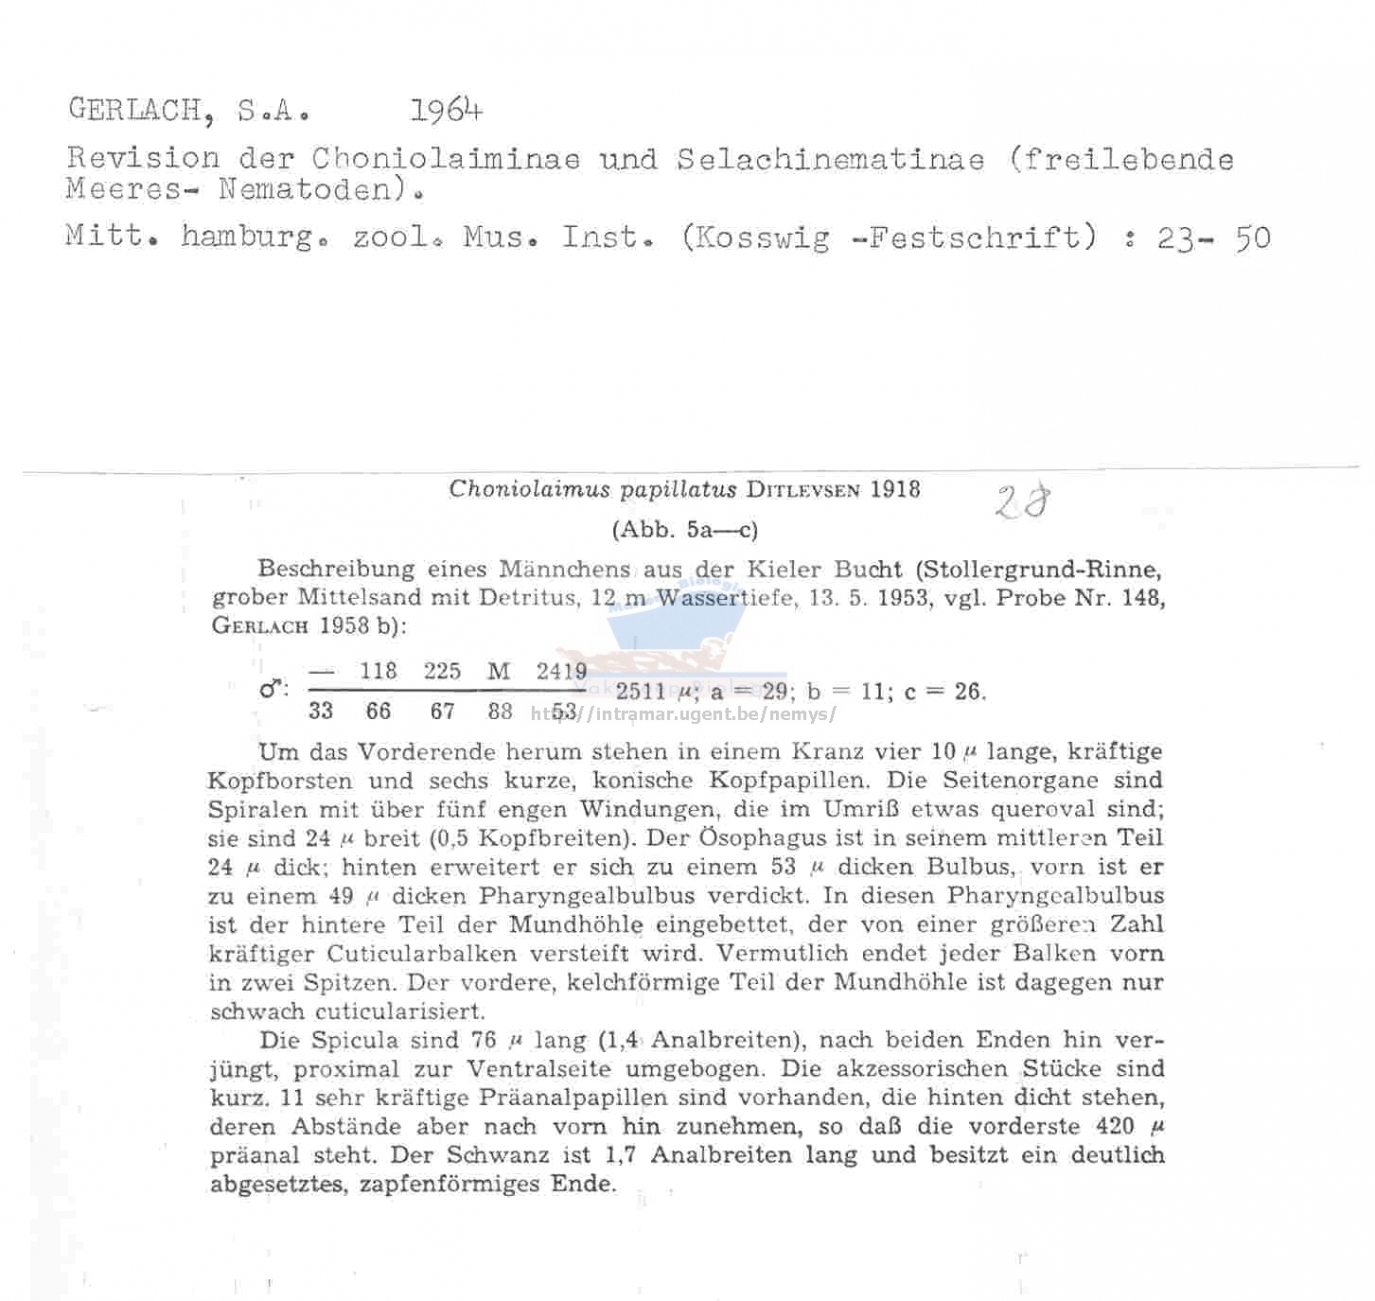 GERLACH, S.A. 1964
Revision der Choniolaiminae und Selachinematinae (freilebende
Meeres- Nematoden).
Mitt. hamburg. zool. Mus. Inst. (Kosswig -Festschrift) : 23- 50
Choniolaimus papillatus DITLEVSEN 1918
28
(Abb. 5a—c)
Beschreibung eines Männchens aus der Kieler Bucht (Stollergrund-Rinne,
grober Mittelsand mit Detritus, 12 m Wassertiefe, 13. 5. 1953, vgl. Probe Nr. 148,
GERLACH 1958 b):
— 118 225 M 2419
♂: 2511 μ; a = 29; b = 11; c = 26.
33 66 67 88 53
http://intramar.ugent.be/nemys/
Um das Vorderende herum stehen in einem Kranz vier 10 μ lange, kräftige
Kopfborsten und sechs kurze, konische Kopfpapillen. Die Seitenorgane sind
Spiralen mit über fünf engen Windungen, die im Umriß etwas queroval sind;
sie sind 24 μ breit (0,5 Kopfbreiten). Der Ösophagus ist in seinem mittleren Teil
24 μ dick; hinten erweitert er sich zu einem 53 μ dicken Bulbus, vorn ist er
zu einem 49 μ dicken Pharyngealbulbus verdickt. In diesen Pharyngealbulbus
ist der hintere Teil der Mundhöhle eingebettet, der von einer größeren Zahl
kräftiger Cuticularbalken versteift wird. Vermutlich endet jeder Balken vorn
in zwei Spitzen. Der vordere, kelchförmige Teil der Mundhöhle ist dagegen nur
schwach cuticularisiert.
Die Spicula sind 76 μ lang (1,4 Analbreiten), nach beiden Enden hin ver-
jüngt, proximal zur Ventralseite umgebogen. Die akzessorischen Stücke sind
kurz. 11 sehr kräftige Präanalpapillen sind vorhanden, die hinten dicht stehen,
deren Abstände aber nach vorn hin zunehmen, so daß die vorderste 420 μ
präanal steht. Der Schwanz ist 1,7 Analbreiten lang und besitzt ein deutlich
abgesetztes, zapfenförmiges Ende.